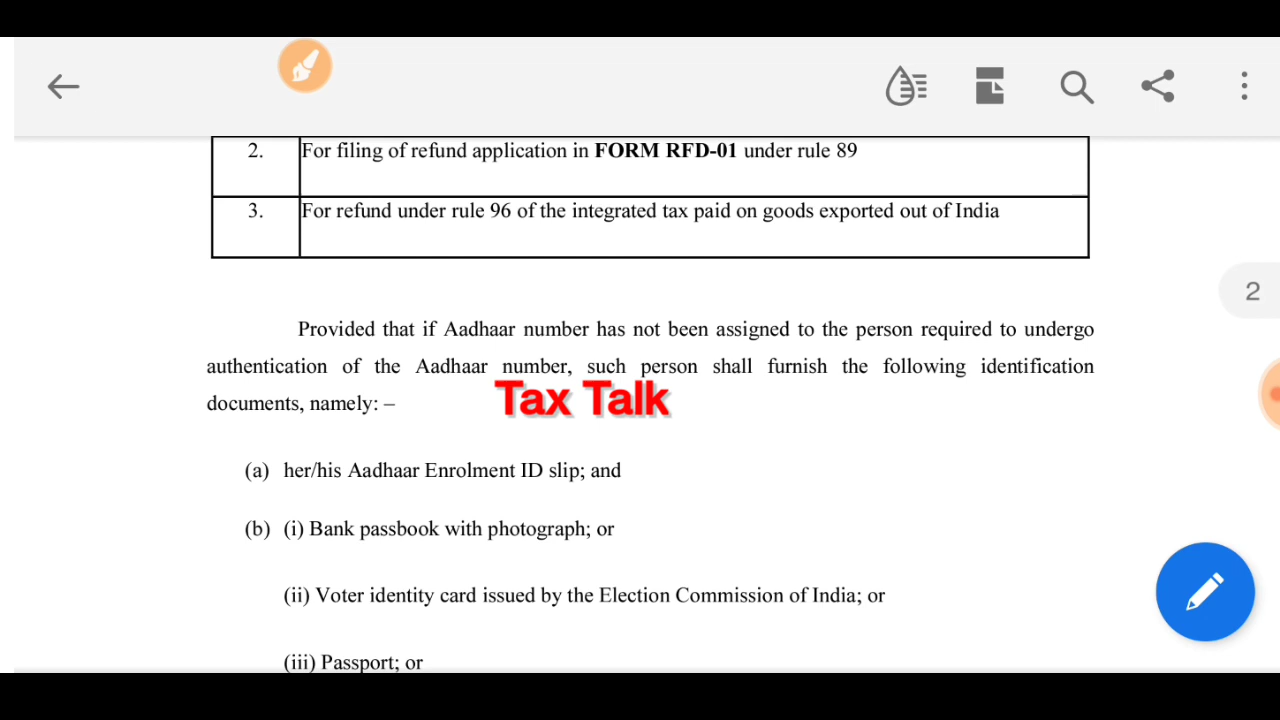 2. For filing of refund application in FORM RFD-01 under rule 89
3. For refund under rule 96 of the integrated tax paid on goods exported out of India
2
Provided that if Aadhaar number has not been assigned to the person required to undergo
authentication of the Aadhaar number, such person shall furnish the following identification
documents, namely: –
Tax Talk
(a) her/his Aadhaar Enrolment ID slip; and
(b) (i) Bank passbook with photograph; or
(ii) Voter identity card issued by the Election Commission of India; or
(iii) Passport; or